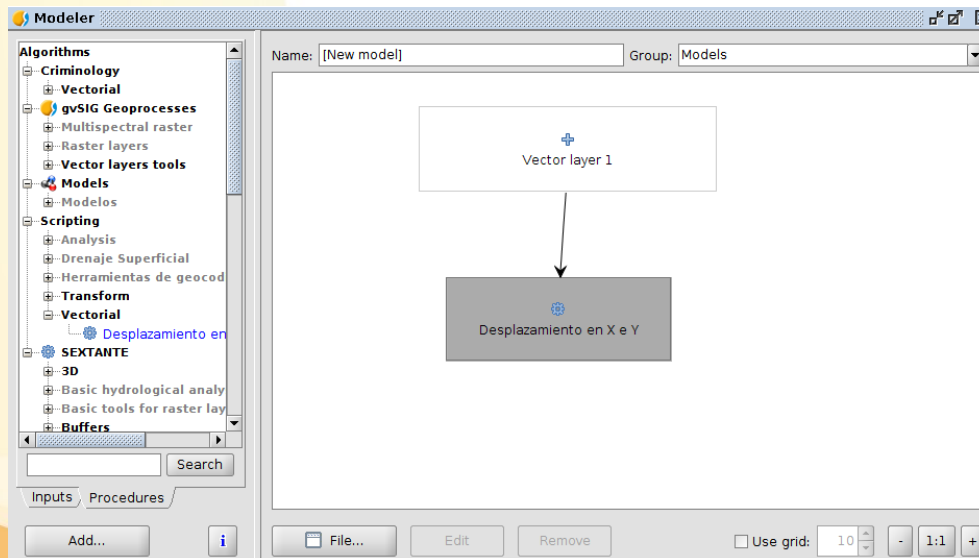 Modeler
Algorithms
Criminology
Vectorial
gvSIG Geoprocesses
Multispectral raster
Raster layers
Vector layers tools
Models
Modelos
Scripting
Analysis
Drenaje Superficial
Herramientas de geocod
Transform
Vectorial
Desplazamiento en
SEXTANTE
3D
Basic hydrological analy
Basic tools for raster lay
Buffers
Search
Inputs Procedures
Add... i
Name: [New model] Group: Models
Vector layer 1
Desplazamiento en X e Y
File... Edit Remove Use grid: 10 - 1:1 +